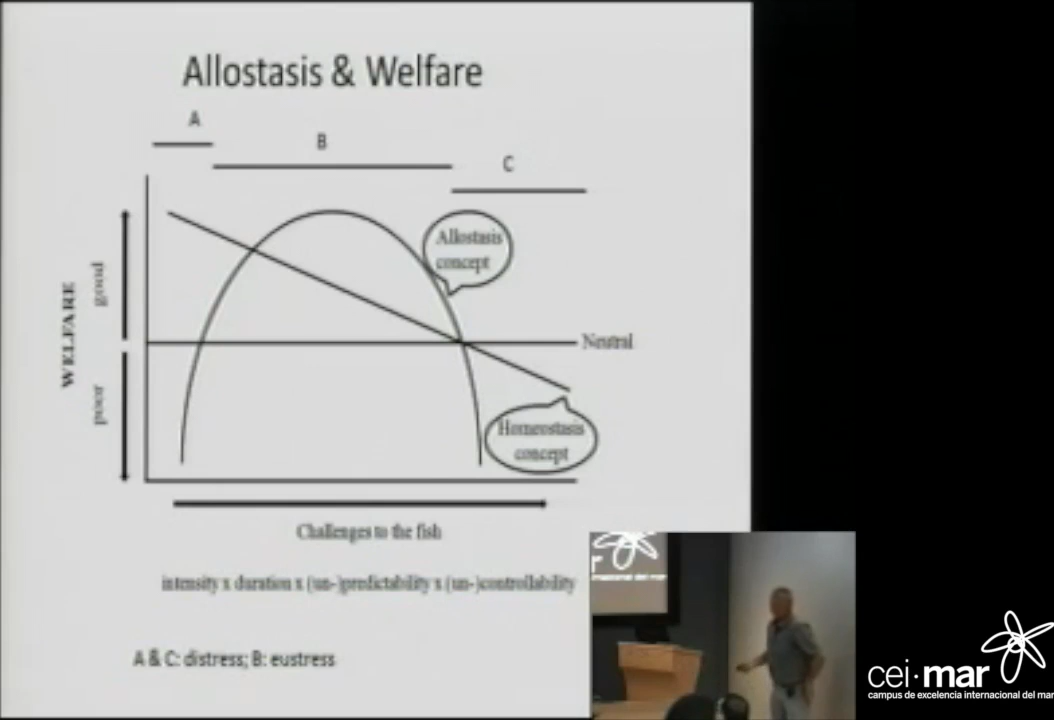 Allostasis & Welfare
A
B
C
Allostasis
concept
WELFARE
good
poor
Neutral
Homeostasis
concept
Challenges to the fish
intensity x duration x (un-)predictability x (un-)controllability
A & C: distress; B: eustress
cei·mar
campus de excelencia internacional del mar